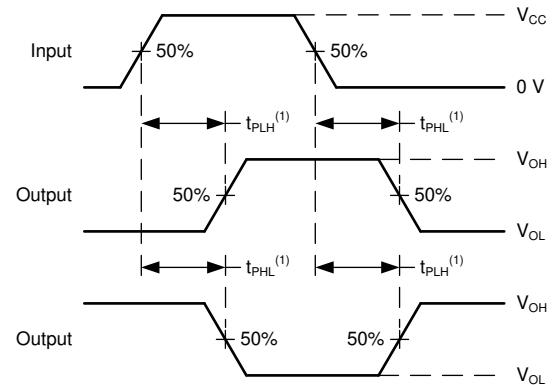 V_CC
Input
50%
50%
0 V
t_PLH^(1)
t_PHL^(1)
V_OH
Output
50%
50%
V_OL
t_PHL^(1)
t_PLH^(1)
V_OH
Output
50%
50%
V_OL